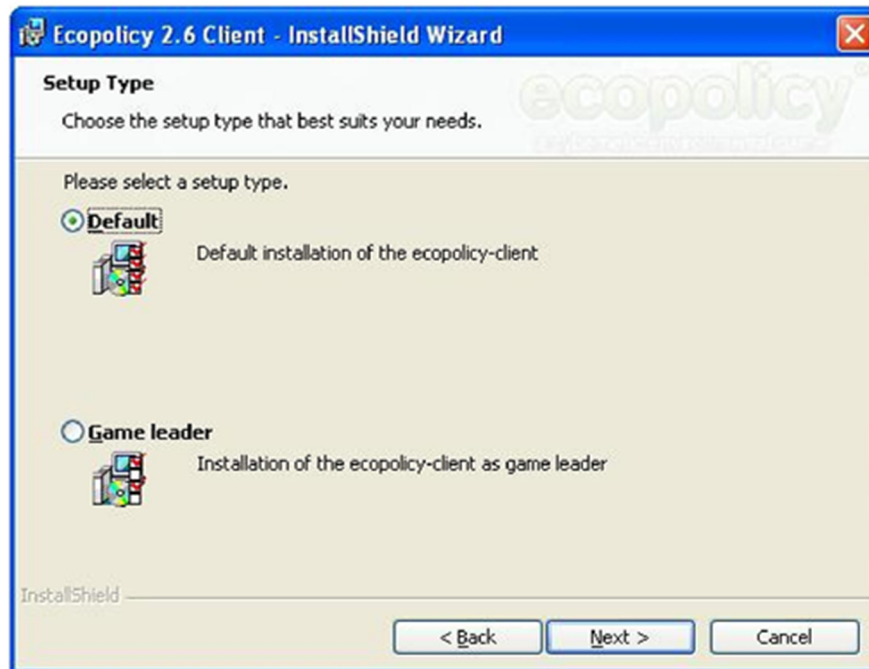 Ecopolicy 2.6 Client - InstallShield Wizard
Setup Type
Choose the setup type that best suits your needs.
ecopolicy®
Please select a setup type.
Default
Default installation of the ecopolicy-client
Game leader
Installation of the ecopolicy-client as game leader
InstallShield
< Back
Next >
Cancel